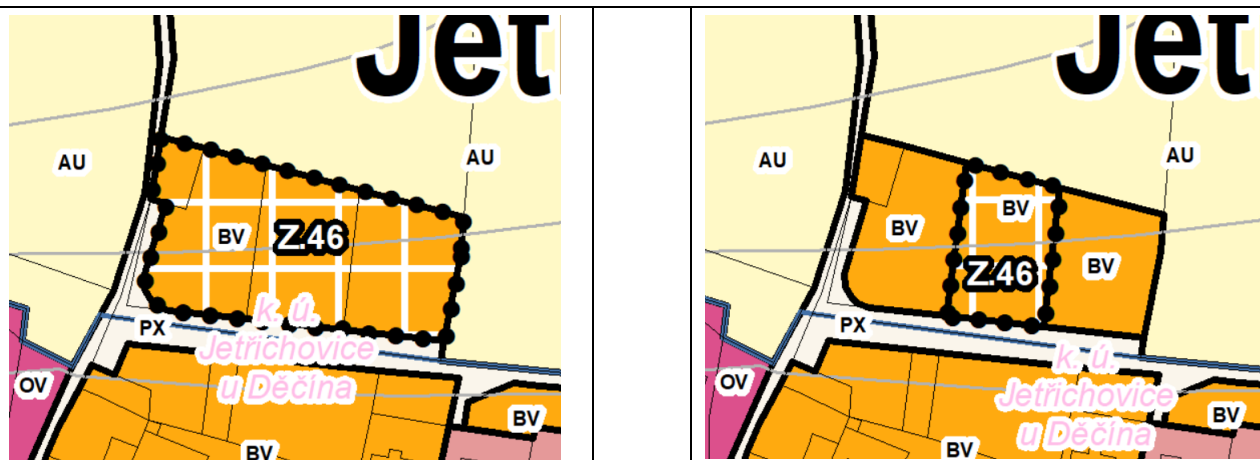 Jet
AU
AU
BV
Z.46
k. ú.
PX
Jetřichovice
u Děčína
OV
BV
BV
Jet
AU
AU
BV
BV
BV
Z.46
PX
k. ú.
Jetřichovice
OV
BV
u Děčína
BV